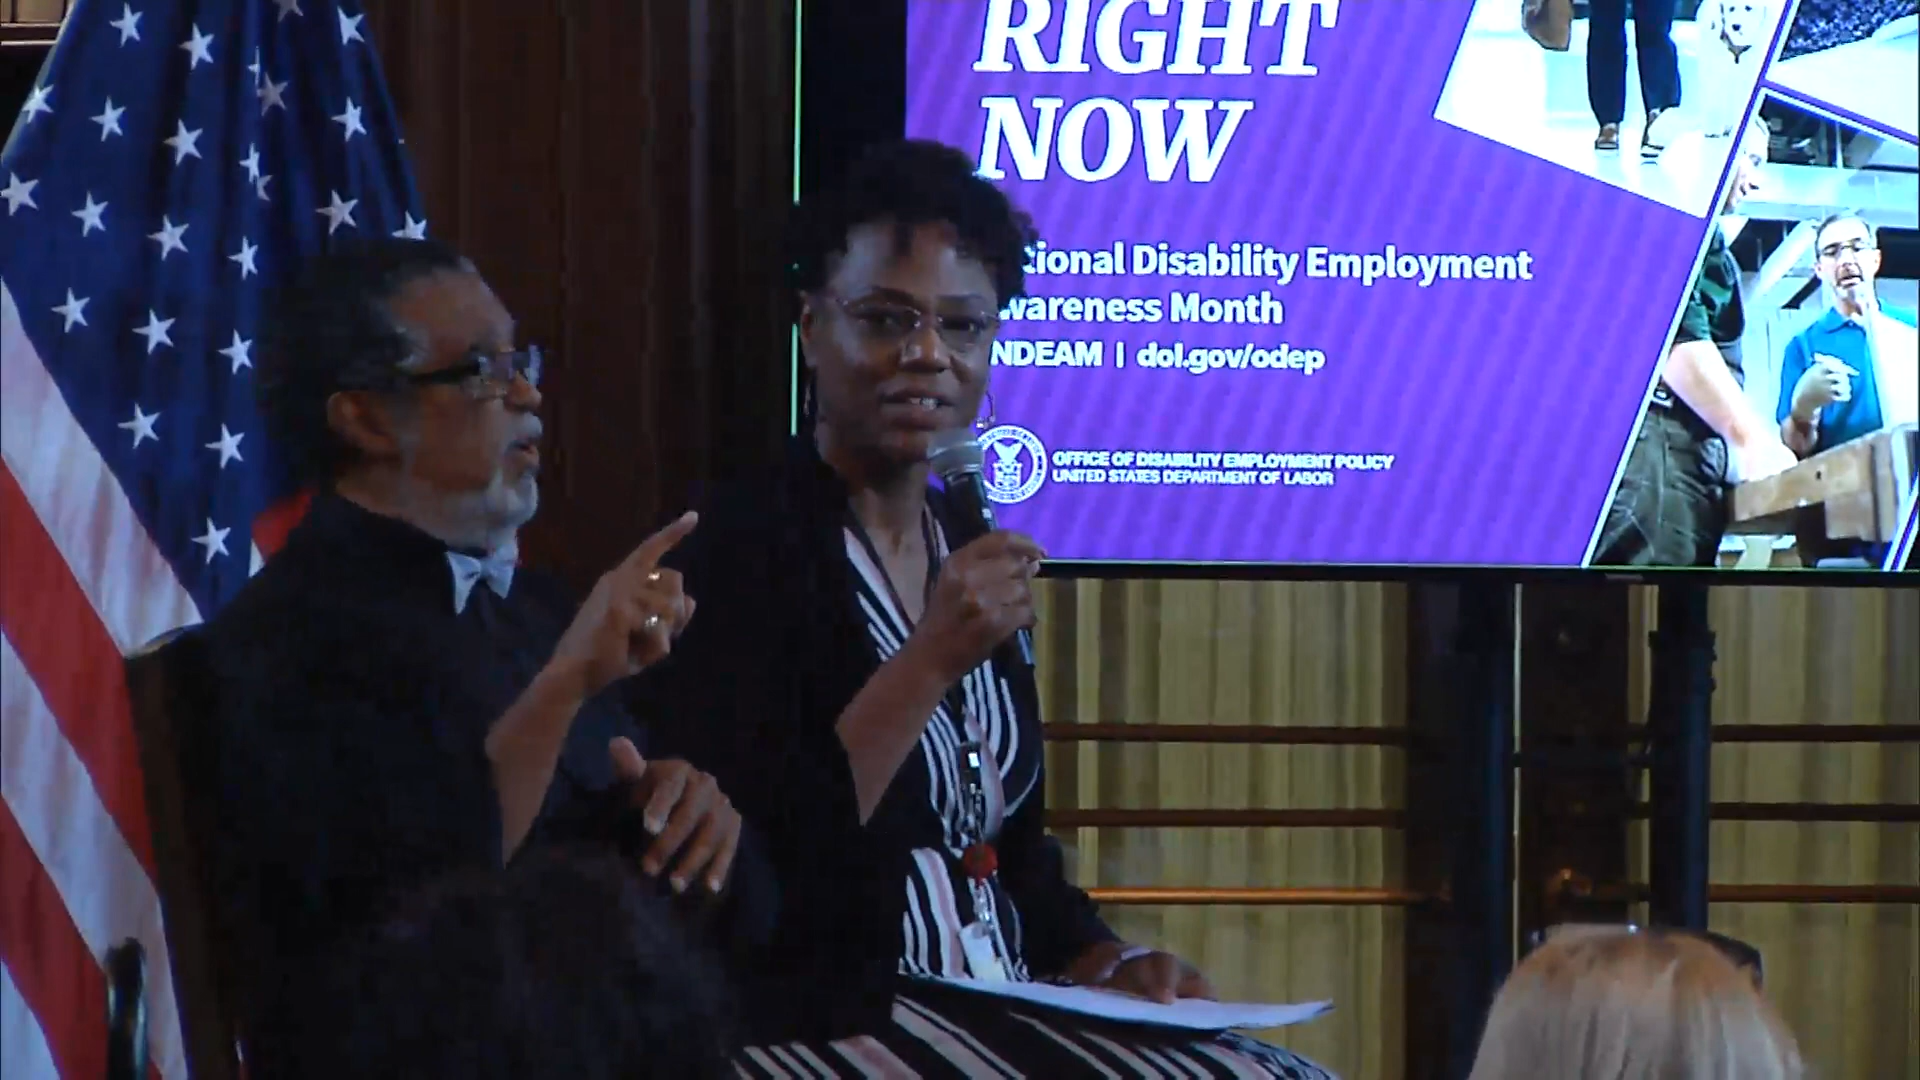 RIGHT
NOW
tional Disability Employment
wareness Month
NDEAM | dol.gov/odep
OFFICE OF DISABILITY EMPLOYMENT POLICY
UNITED STATES DEPARTMENT OF LABOR